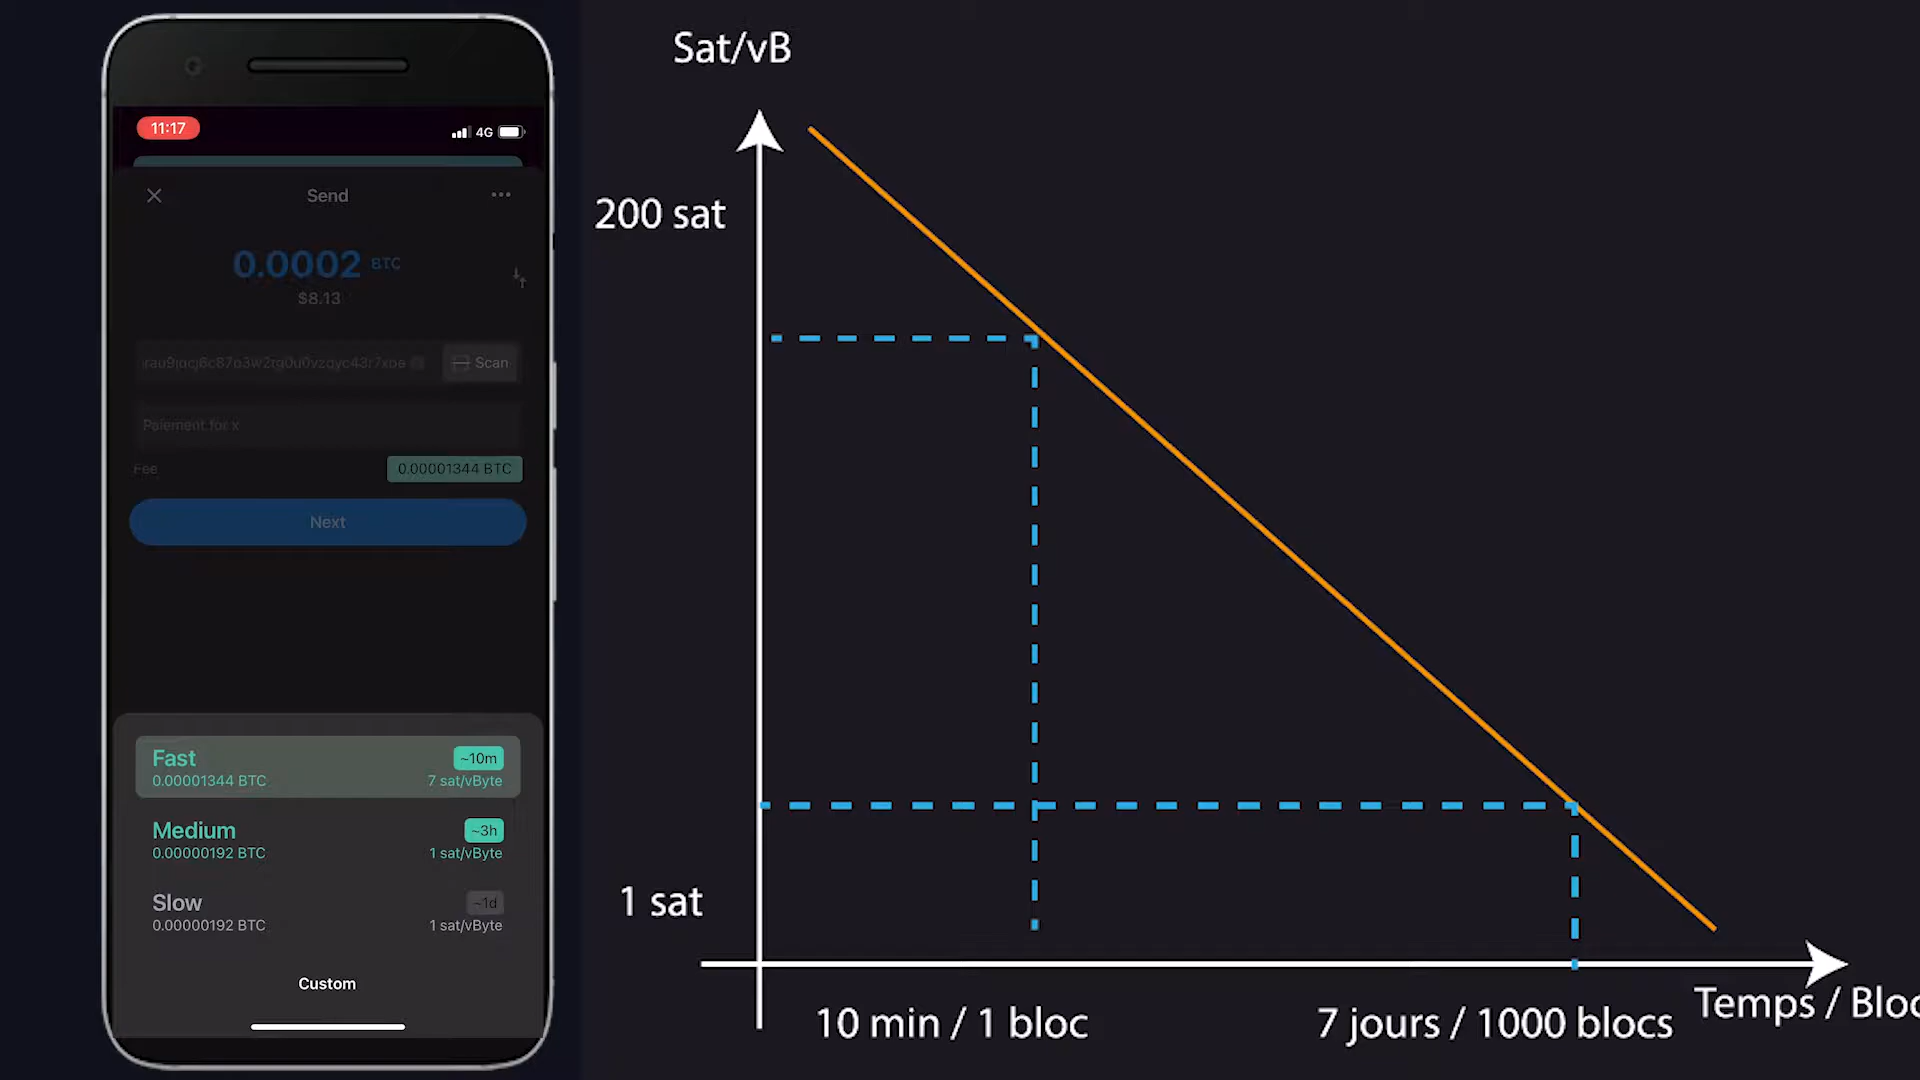 11:17
4G
Send
0.0002 BTC
$8.13
Scan
Paiement for x
Fee
0.00001344 BTC
Next
Fast
~10m
0.00001344 BTC
7 sat/vByte
Medium
~3h
0.00000192 BTC
1 sat/vByte
Slow
~1d
0.00000192 BTC
1 sat/vByte
Custom
Sat/vB
200 sat
1 sat
10 min / 1 bloc
7 jours / 1000 blocs
Temps / Bloc